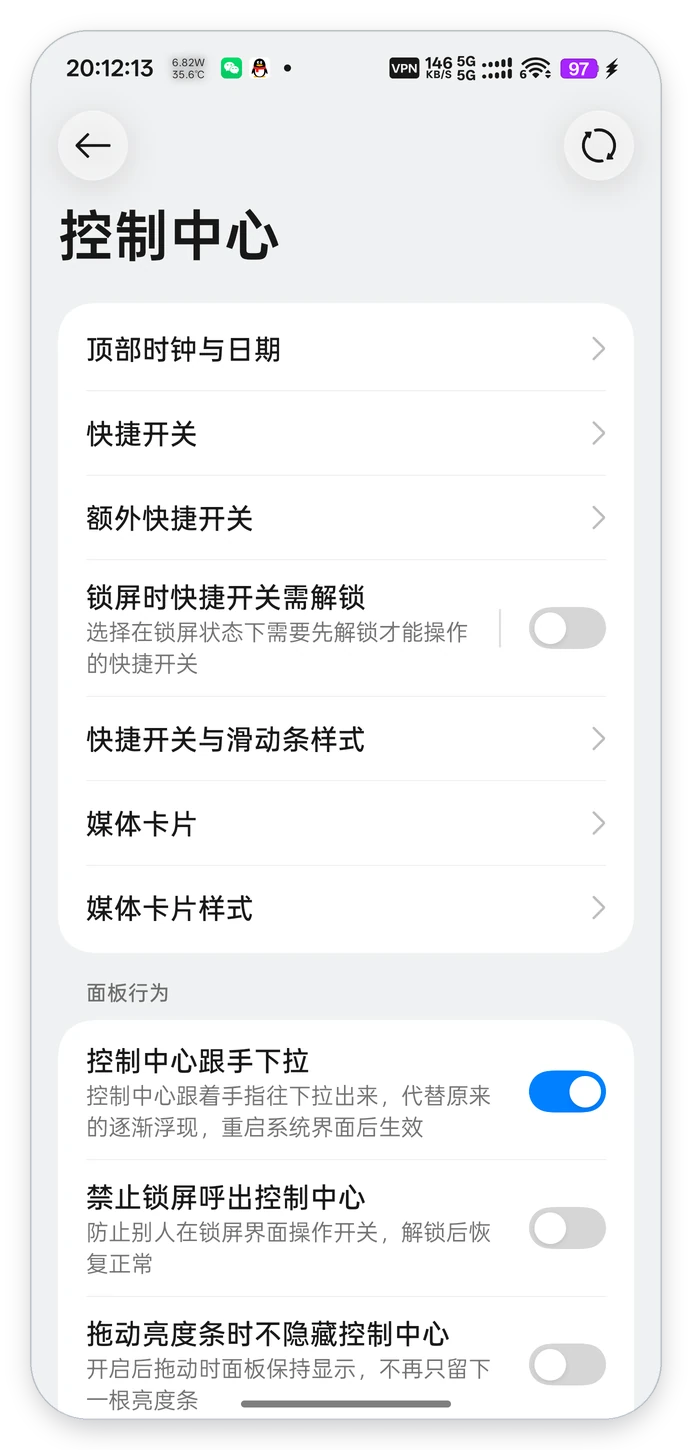 20:12:13 6.82W 35.6℃ VPN 146 KB/S 5G 5G 6 97
控制中心
顶部时钟与日期
快捷开关
额外快捷开关
锁屏时快捷开关需解锁
选择在锁屏状态下需要先解锁才能操作
的快捷开关
快捷开关与滑动条样式
媒体卡片
媒体卡片样式
面板行为
控制中心跟手下拉
控制中心跟着手指往下拉出来，代替原来
的逐渐浮现，重启系统界面后生效
禁止锁屏呼出控制中心
防止别人在锁屏界面操作开关，解锁后恢
复正常
拖动亮度条时不隐藏控制中心
开启后拖动时面板保持显示，不再只留下
一根亮度条